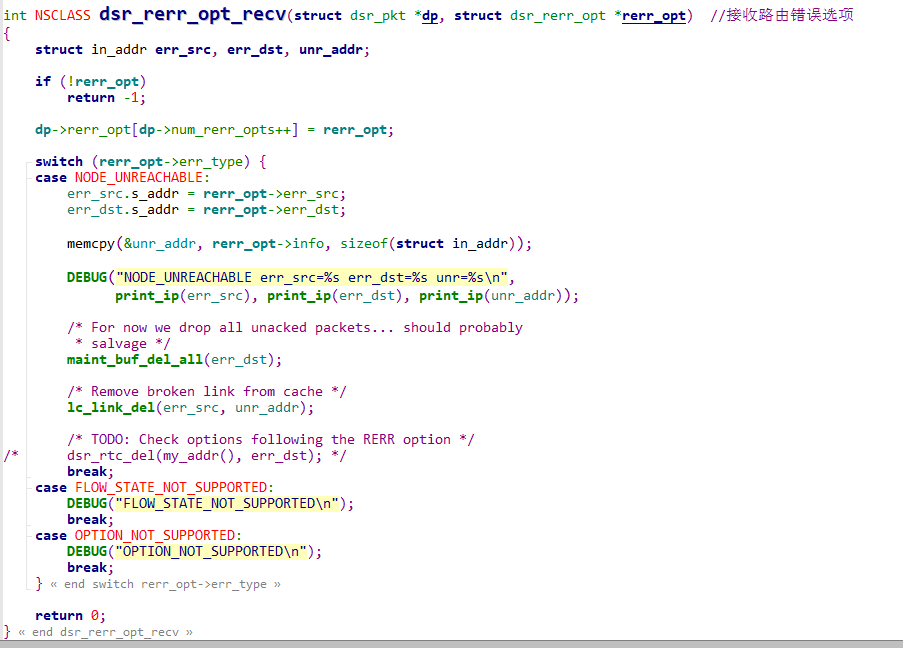 int NSCLASS dsr_rerr_opt_recv(struct dsr_pkt *dp, struct dsr_rerr_opt *rerr_opt)  //接收路由错误选项
{
    struct in_addr err_src, err_dst, unr_addr;

    if (!rerr_opt)
        return -1;

    dp->rerr_opt[dp->num_rerr_opts++] = rerr_opt;

    switch (rerr_opt->err_type) {
    case NODE_UNREACHABLE:
        err_src.s_addr = rerr_opt->err_src;
        err_dst.s_addr = rerr_opt->err_dst;

        memcpy(&unr_addr, rerr_opt->info, sizeof(struct in_addr));

        DEBUG("NODE_UNREACHABLE err_src=%s err_dst=%s unr=%s\n",
              print_ip(err_src), print_ip(err_dst), print_ip(unr_addr));

        /* For now we drop all unacked packets... should probably
         * salvage */
        maint_buf_del_all(err_dst);

        /* Remove broken link from cache */
        lc_link_del(err_src, unr_addr);

        /* TODO: Check options following the RERR option */
/*      dsr_rtc_del(my_addr(), err_dst); */
        break;
    case FLOW_STATE_NOT_SUPPORTED:
        DEBUG("FLOW_STATE_NOT_SUPPORTED\n");
        break;
    case OPTION_NOT_SUPPORTED:
        DEBUG("OPTION_NOT_SUPPORTED\n");
        break;
    } « end switch rerr_opt->err_type »

    return 0;
} « end dsr_rerr_opt_recv »